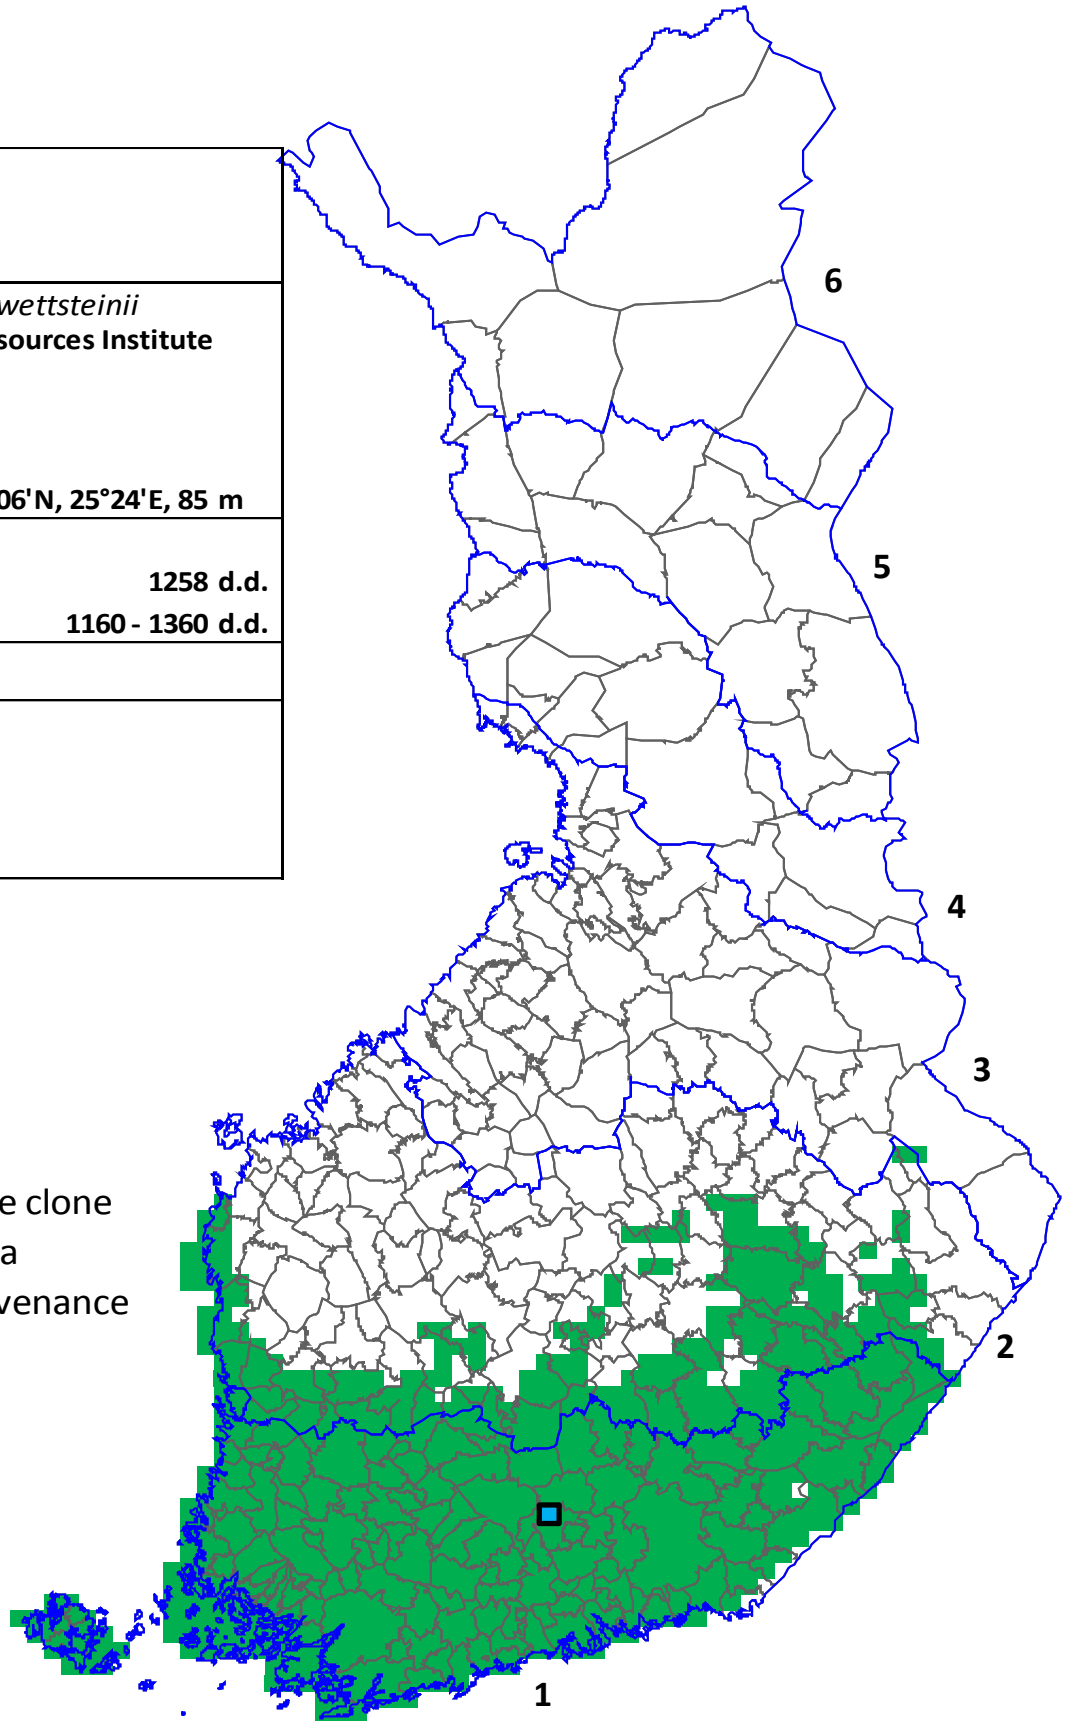 wettsteinii
sources Institute
06'N, 25°24'E, 85 m
1258 d.d.
1160 - 1360 d.d.
6
5
4
3
e clone
a
venance
2
1